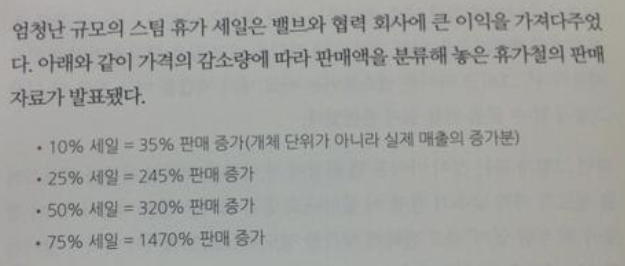 엄청난 규모의 스팀 휴가 세일은 밸브와 협력 회사에 큰 이익을 가져다주었
다. 아래와 같이 가격의 감소량에 따라 판매액을 분류해 놓은 휴가철의 판매
자료가 발표됐다.
• 10% 세일 = 35% 판매 증가(개체 단위가 아니라 실제 매출의 증가분)
• 25% 세일 = 245% 판매 증가
• 50% 세일 = 320% 판매 증가
• 75% 세일 = 1470% 판매 증가